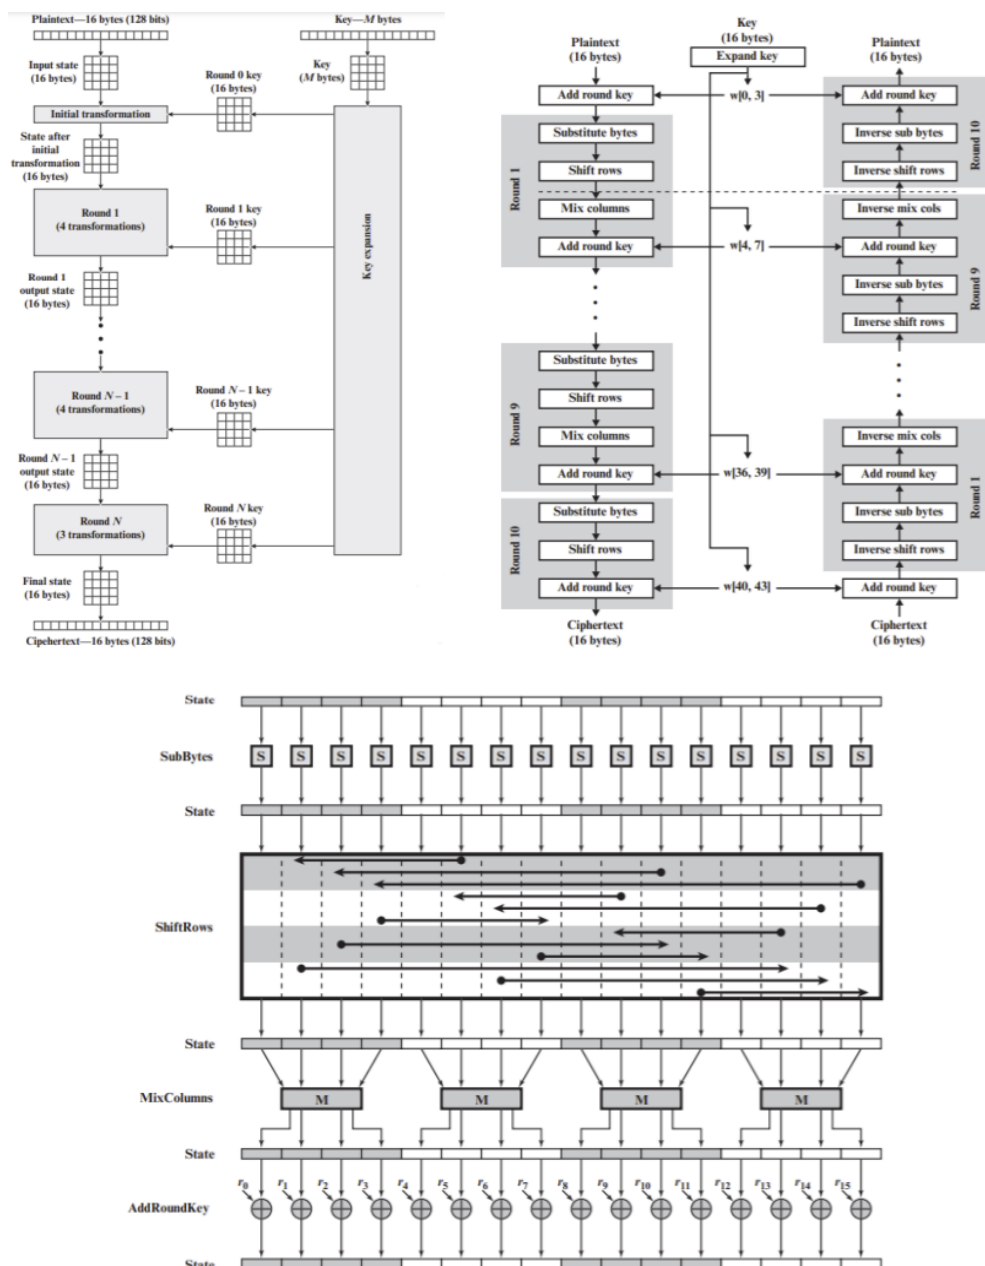 Plaintext—16 bytes (128 bits)
Key—M bytes
Input state
(16 bytes)
Key
(M bytes)
Round 0 key
(16 bytes)
Initial transformation
State after
initial
transformation
(16 bytes)
Round 1
(4 transformations)
Round 1 key
(16 bytes)
Key expansion
Round 1
output state
(16 bytes)
Round N – 1
(4 transformations)
Round N – 1 key
(16 bytes)
Round N – 1
output state
(16 bytes)
Round N
(3 transformations)
Round N key
(16 bytes)
Final state
(16 bytes)
Cipehertext—16 bytes (128 bits)
Key
(16 bytes)
Expand key
Plaintext
(16 bytes)
Add round key
Substitute bytes
Shift rows
Mix columns
Add round key
Round 1
Substitute bytes
Shift rows
Mix columns
Add round key
Round 9
Substitute bytes
Shift rows
Add round key
Round 10
Ciphertext
(16 bytes)
w[0, 3]
w[4, 7]
w[36, 39]
w[40, 43]
Plaintext
(16 bytes)
Add round key
Inverse sub bytes
Inverse shift rows
Round 10
Inverse mix cols
Add round key
Inverse sub bytes
Inverse shift rows
Round 9
Inverse mix cols
Add round key
Inverse sub bytes
Inverse shift rows
Round 1
Add round key
Ciphertext
(16 bytes)
State
SubBytes
S S S S S S S S S S S S S S S S
State
ShiftRows
State
MixColumns
M M M M
State
r0 r1 r2 r3 r4 r5 r6 r7 r8 r9 r10 r11 r12 r13 r14 r15
AddRoundKey
State